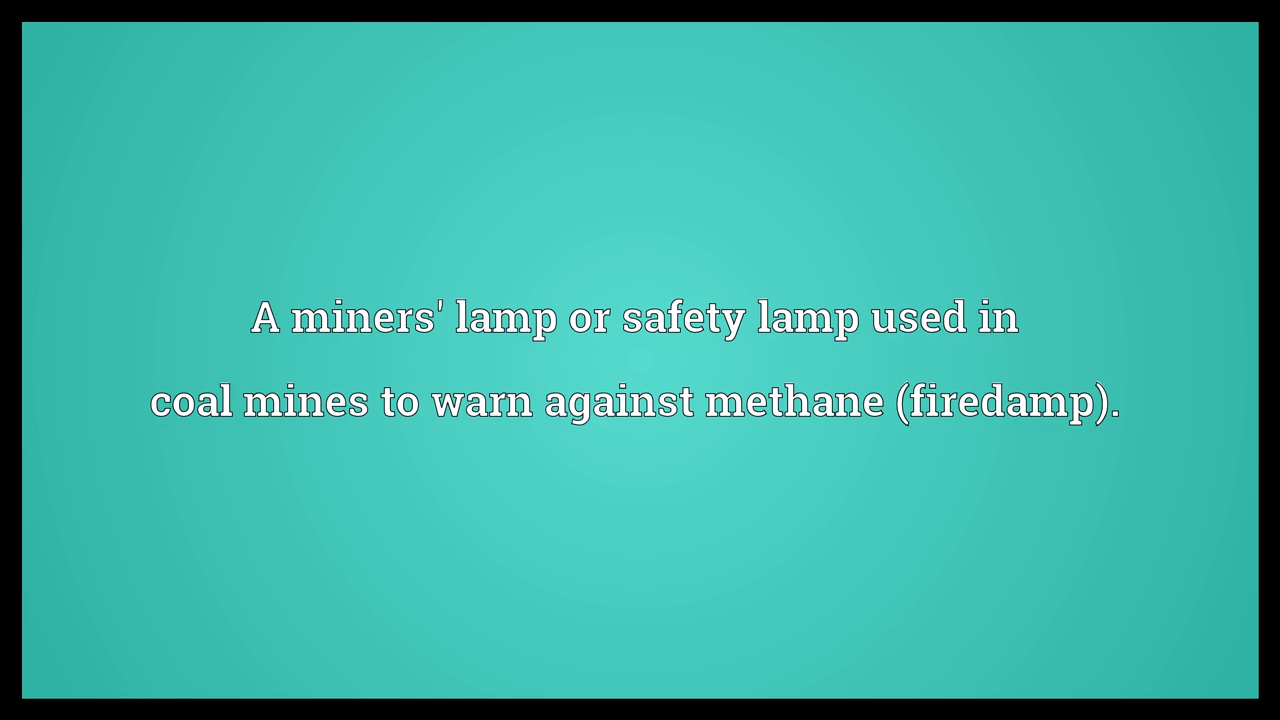 A miners' lamp or safety lamp used in
coal mines to warn against methane (firedamp).